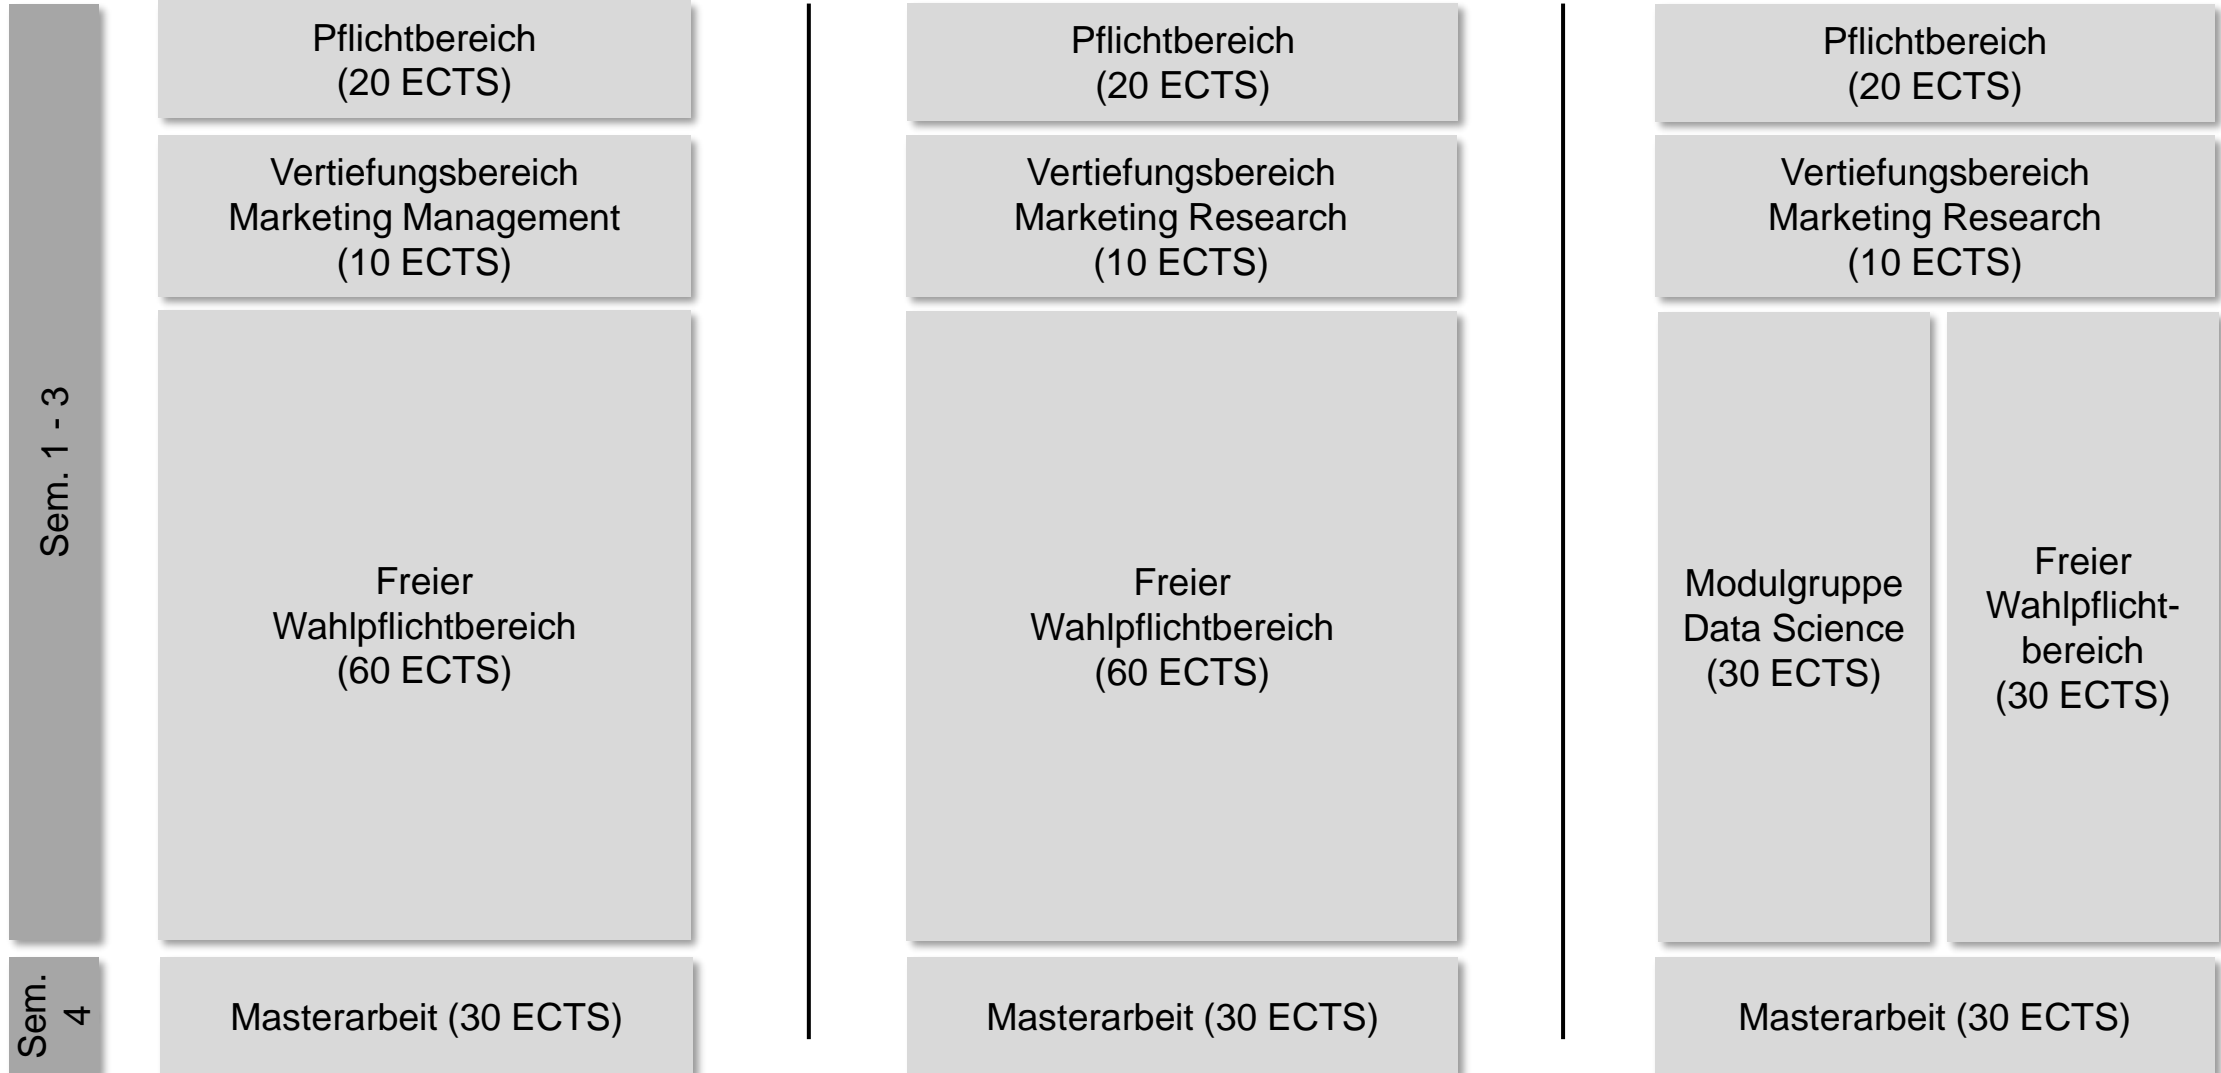 Sem. 1 - 3
Sem.
4
Pflichtbereich
(20 ECTS)
Vertiefungsbereich
Marketing Management
(10 ECTS)
Freier
Wahlpflichtbereich
(60 ECTS)
Masterarbeit (30 ECTS)
Pflichtbereich
(20 ECTS)
Vertiefungsbereich
Marketing Research
(10 ECTS)
Freier
Wahlpflichtbereich
(60 ECTS)
Masterarbeit (30 ECTS)
Pflichtbereich
(20 ECTS)
Vertiefungsbereich
Marketing Research
(10 ECTS)
Modulgruppe
Data Science
(30 ECTS)
Freier
Wahlpflicht-
bereich
(30 ECTS)
Masterarbeit (30 ECTS)